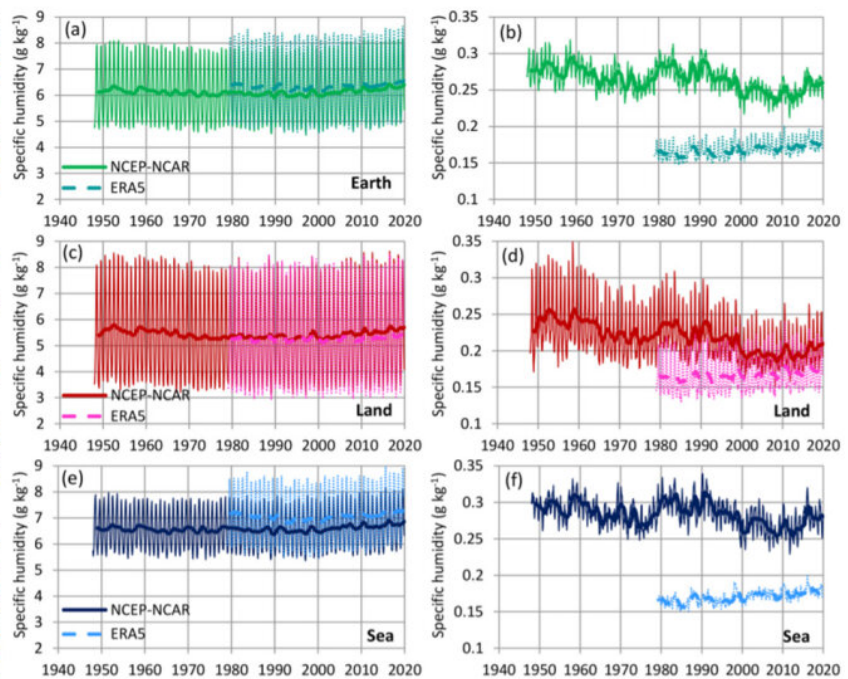 (a)
Specific humidity (g kg⁻¹)
9
8
7
6
5
4
3
2
NCEP-NCAR
ERA5
Earth
1940 1950 1960 1970 1980 1990 2000 2010 2020
(b)
Specific humidity (g kg⁻¹)
0.35
0.3
0.25
0.2
0.15
0.1
1940 1950 1960 1970 1980 1990 2000 2010 2020
(c)
Specific humidity (g kg⁻¹)
9
8
7
6
5
4
3
2
NCEP-NCAR
ERA5
Land
1940 1950 1960 1970 1980 1990 2000 2010 2020
(d)
Specific humidity (g kg⁻¹)
0.35
0.3
0.25
0.2
0.15
0.1
Land
1940 1950 1960 1970 1980 1990 2000 2010 2020
(e)
Specific humidity (g kg⁻¹)
9
8
7
6
5
4
3
2
NCEP-NCAR
ERA5
Sea
1940 1950 1960 1970 1980 1990 2000 2010 2020
(f)
Specific humidity (g kg⁻¹)
0.35
0.3
0.25
0.2
0.15
0.1
Sea
1940 1950 1960 1970 1980 1990 2000 2010 2020